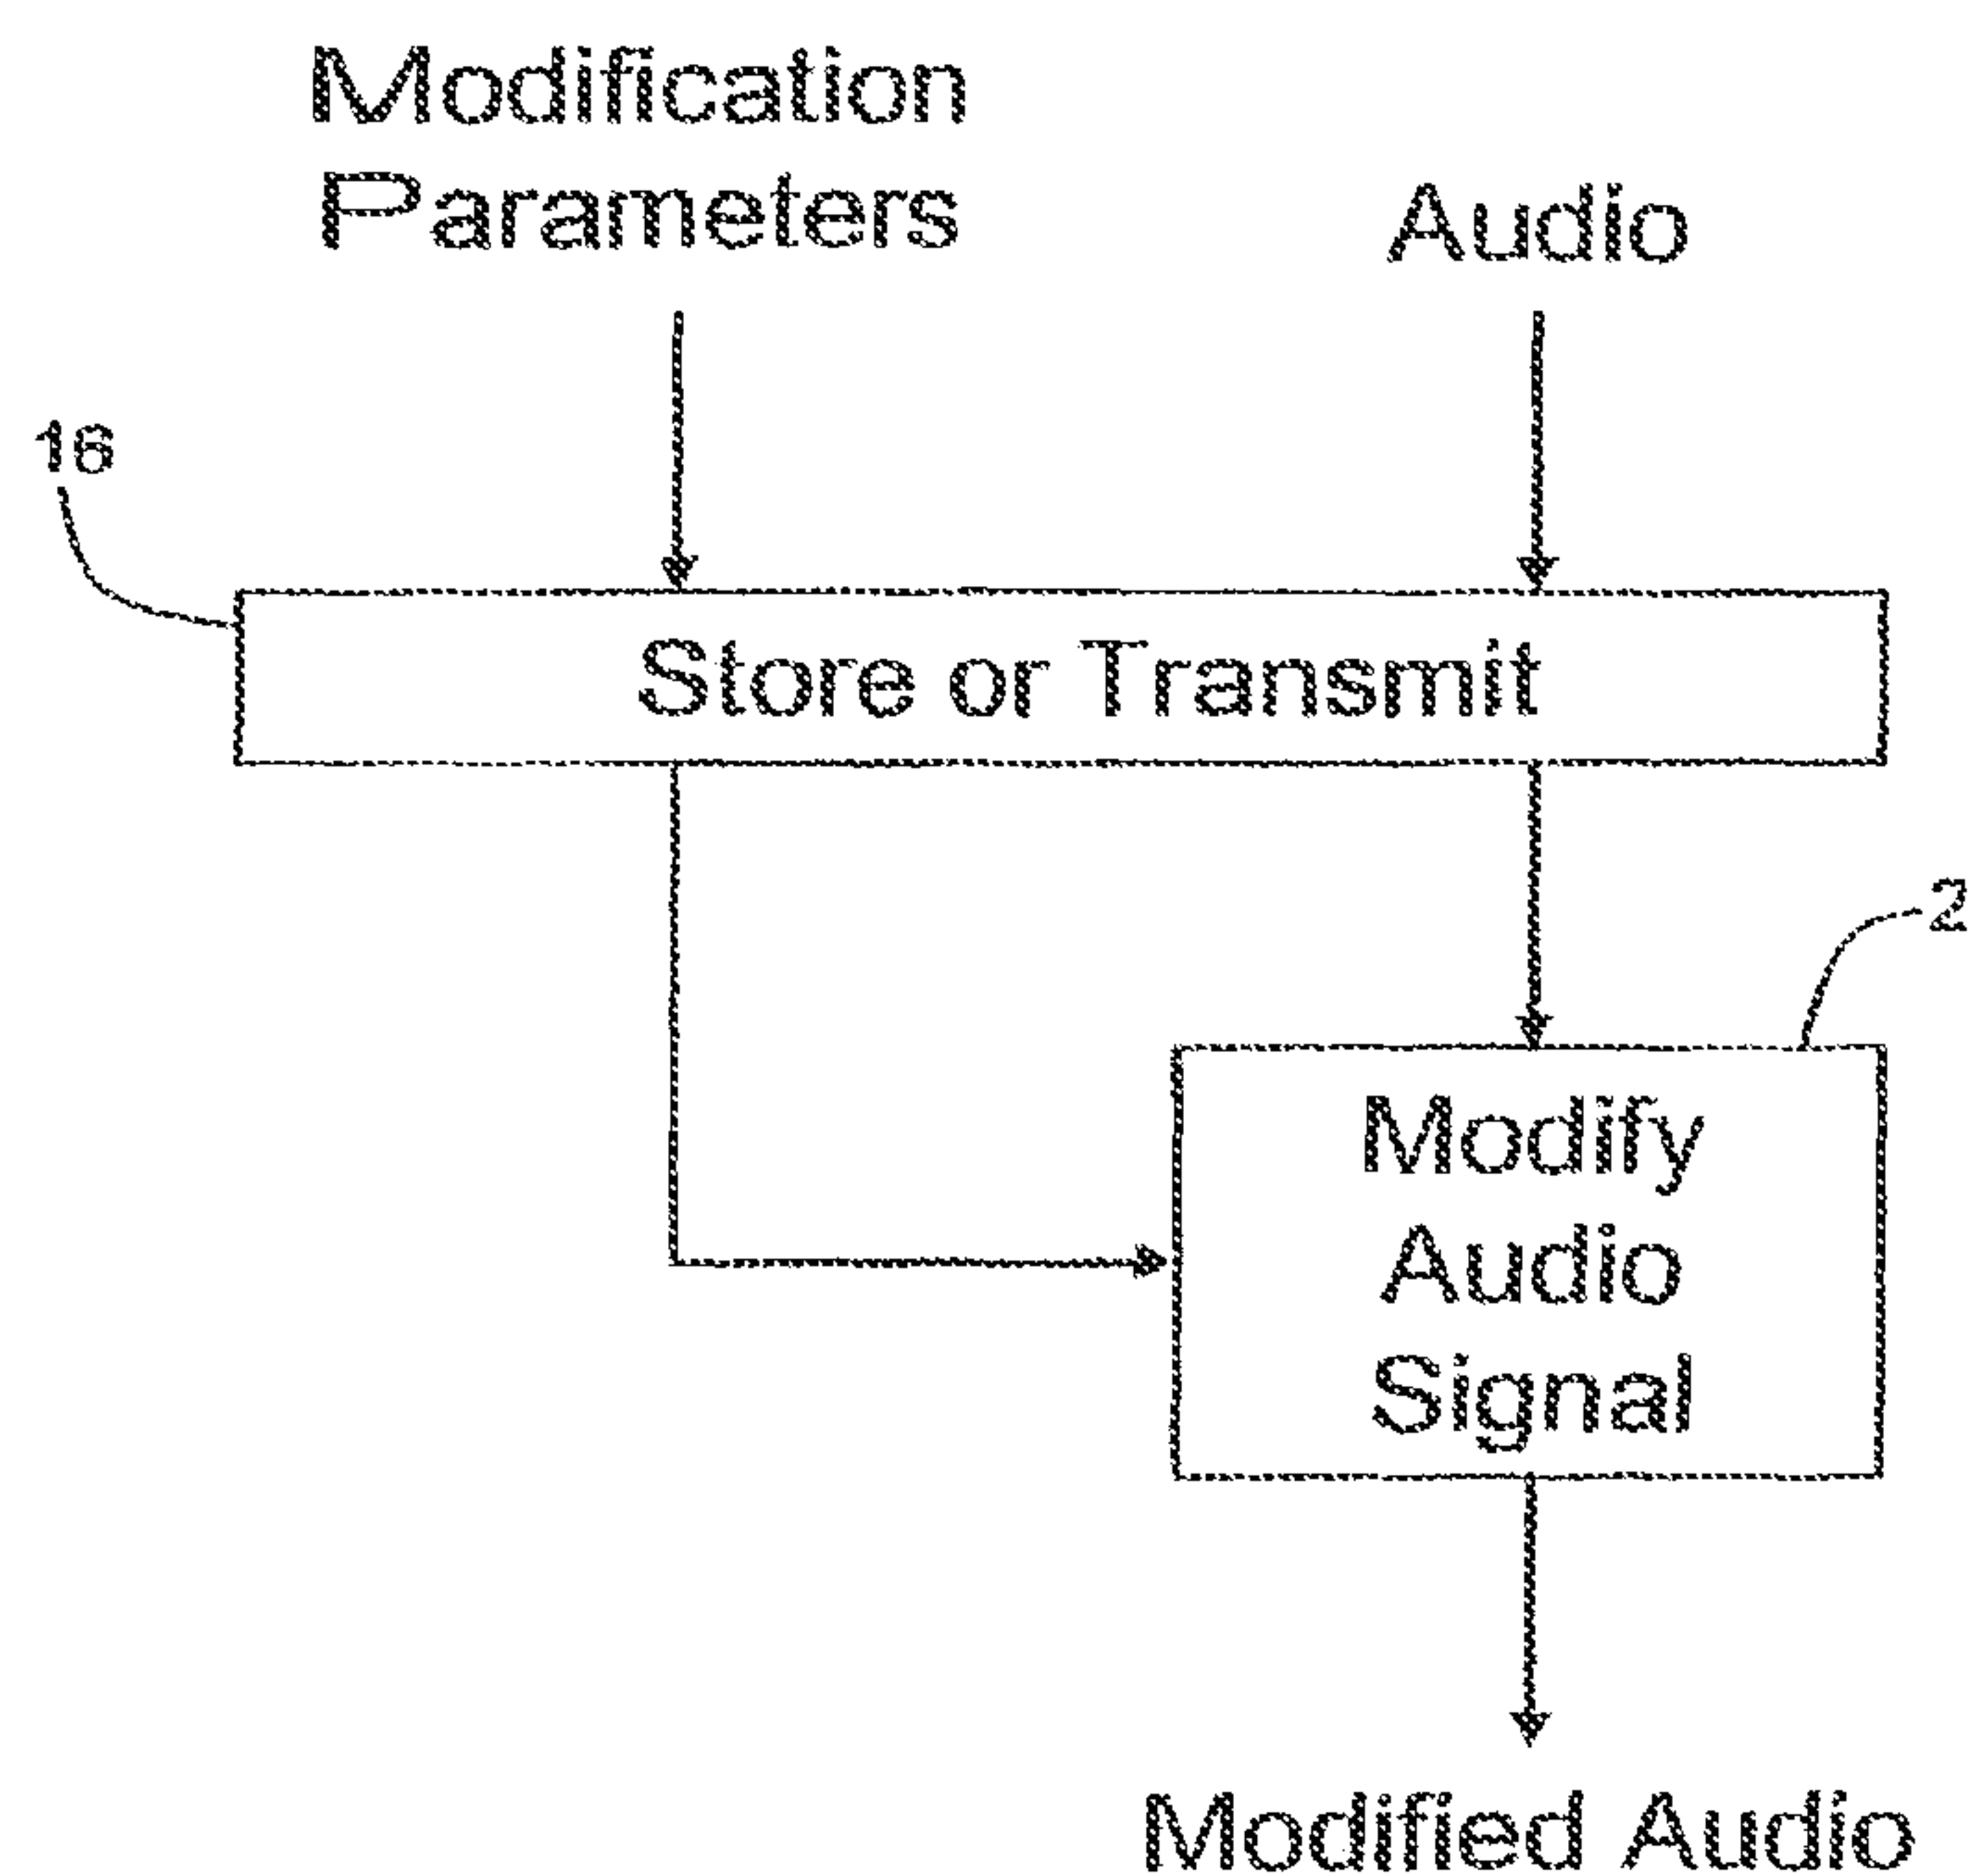 Modification
Parameters
Audio
16
Store or Transmit
2
Modify
Audio
Signal
Modified Audio